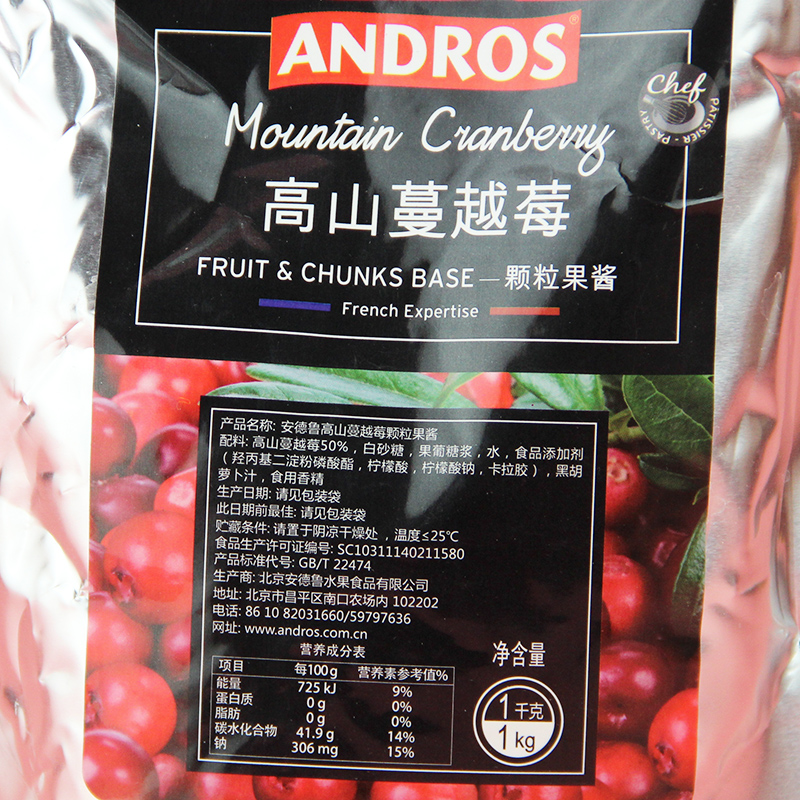 ANDROS®
Chef
PATISSIER - PASTRY
Mountain Cranberry
高山蔓越莓
FRUIT & CHUNKS BASE — 颗粒果酱
French Expertise
产品名称: 安德鲁高山蔓越莓颗粒果酱
配料: 高山蔓越莓50%，白砂糖，果葡糖浆，水，食品添加剂
（羟丙基二淀粉磷酸酯，柠檬酸，柠檬酸钠，卡拉胶），黑胡
萝卜汁，食用香精
生产日期: 请见包装袋
此日期前最佳: 请见包装袋
贮藏条件: 请置于阴凉干燥处，温度≤25℃
食品生产许可证编号: SC10311140211580
产品标准代号: GB/T 22474
生产商: 北京安德鲁水果食品有限公司
地址: 北京市昌平区南口农场内 102202
电话: 86 10 82031660/59797636
网址: www.andros.com.cn
营养成分表
项目 每100g 营养素参考值%
能量 725 kJ 9%
蛋白质 0 g 0%
脂肪 0 g 0%
碳水化合物 41.9 g 14%
钠 306 mg 15%
净含量
1 千克
1 kg